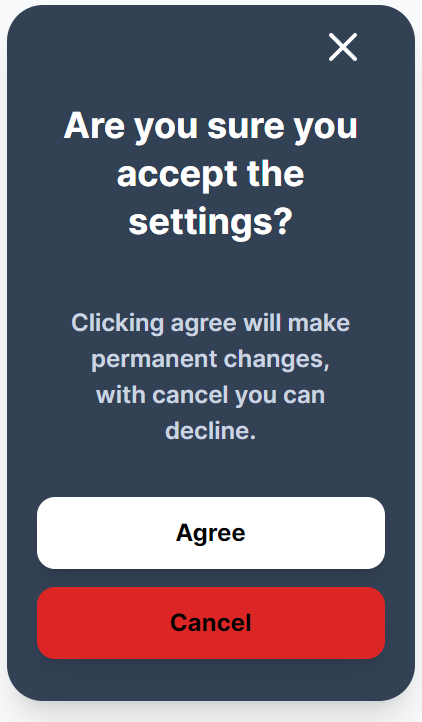 Are you sure you
accept the
settings?
Clicking agree will make
permanent changes,
with cancel you can
decline.
Agree
Cancel